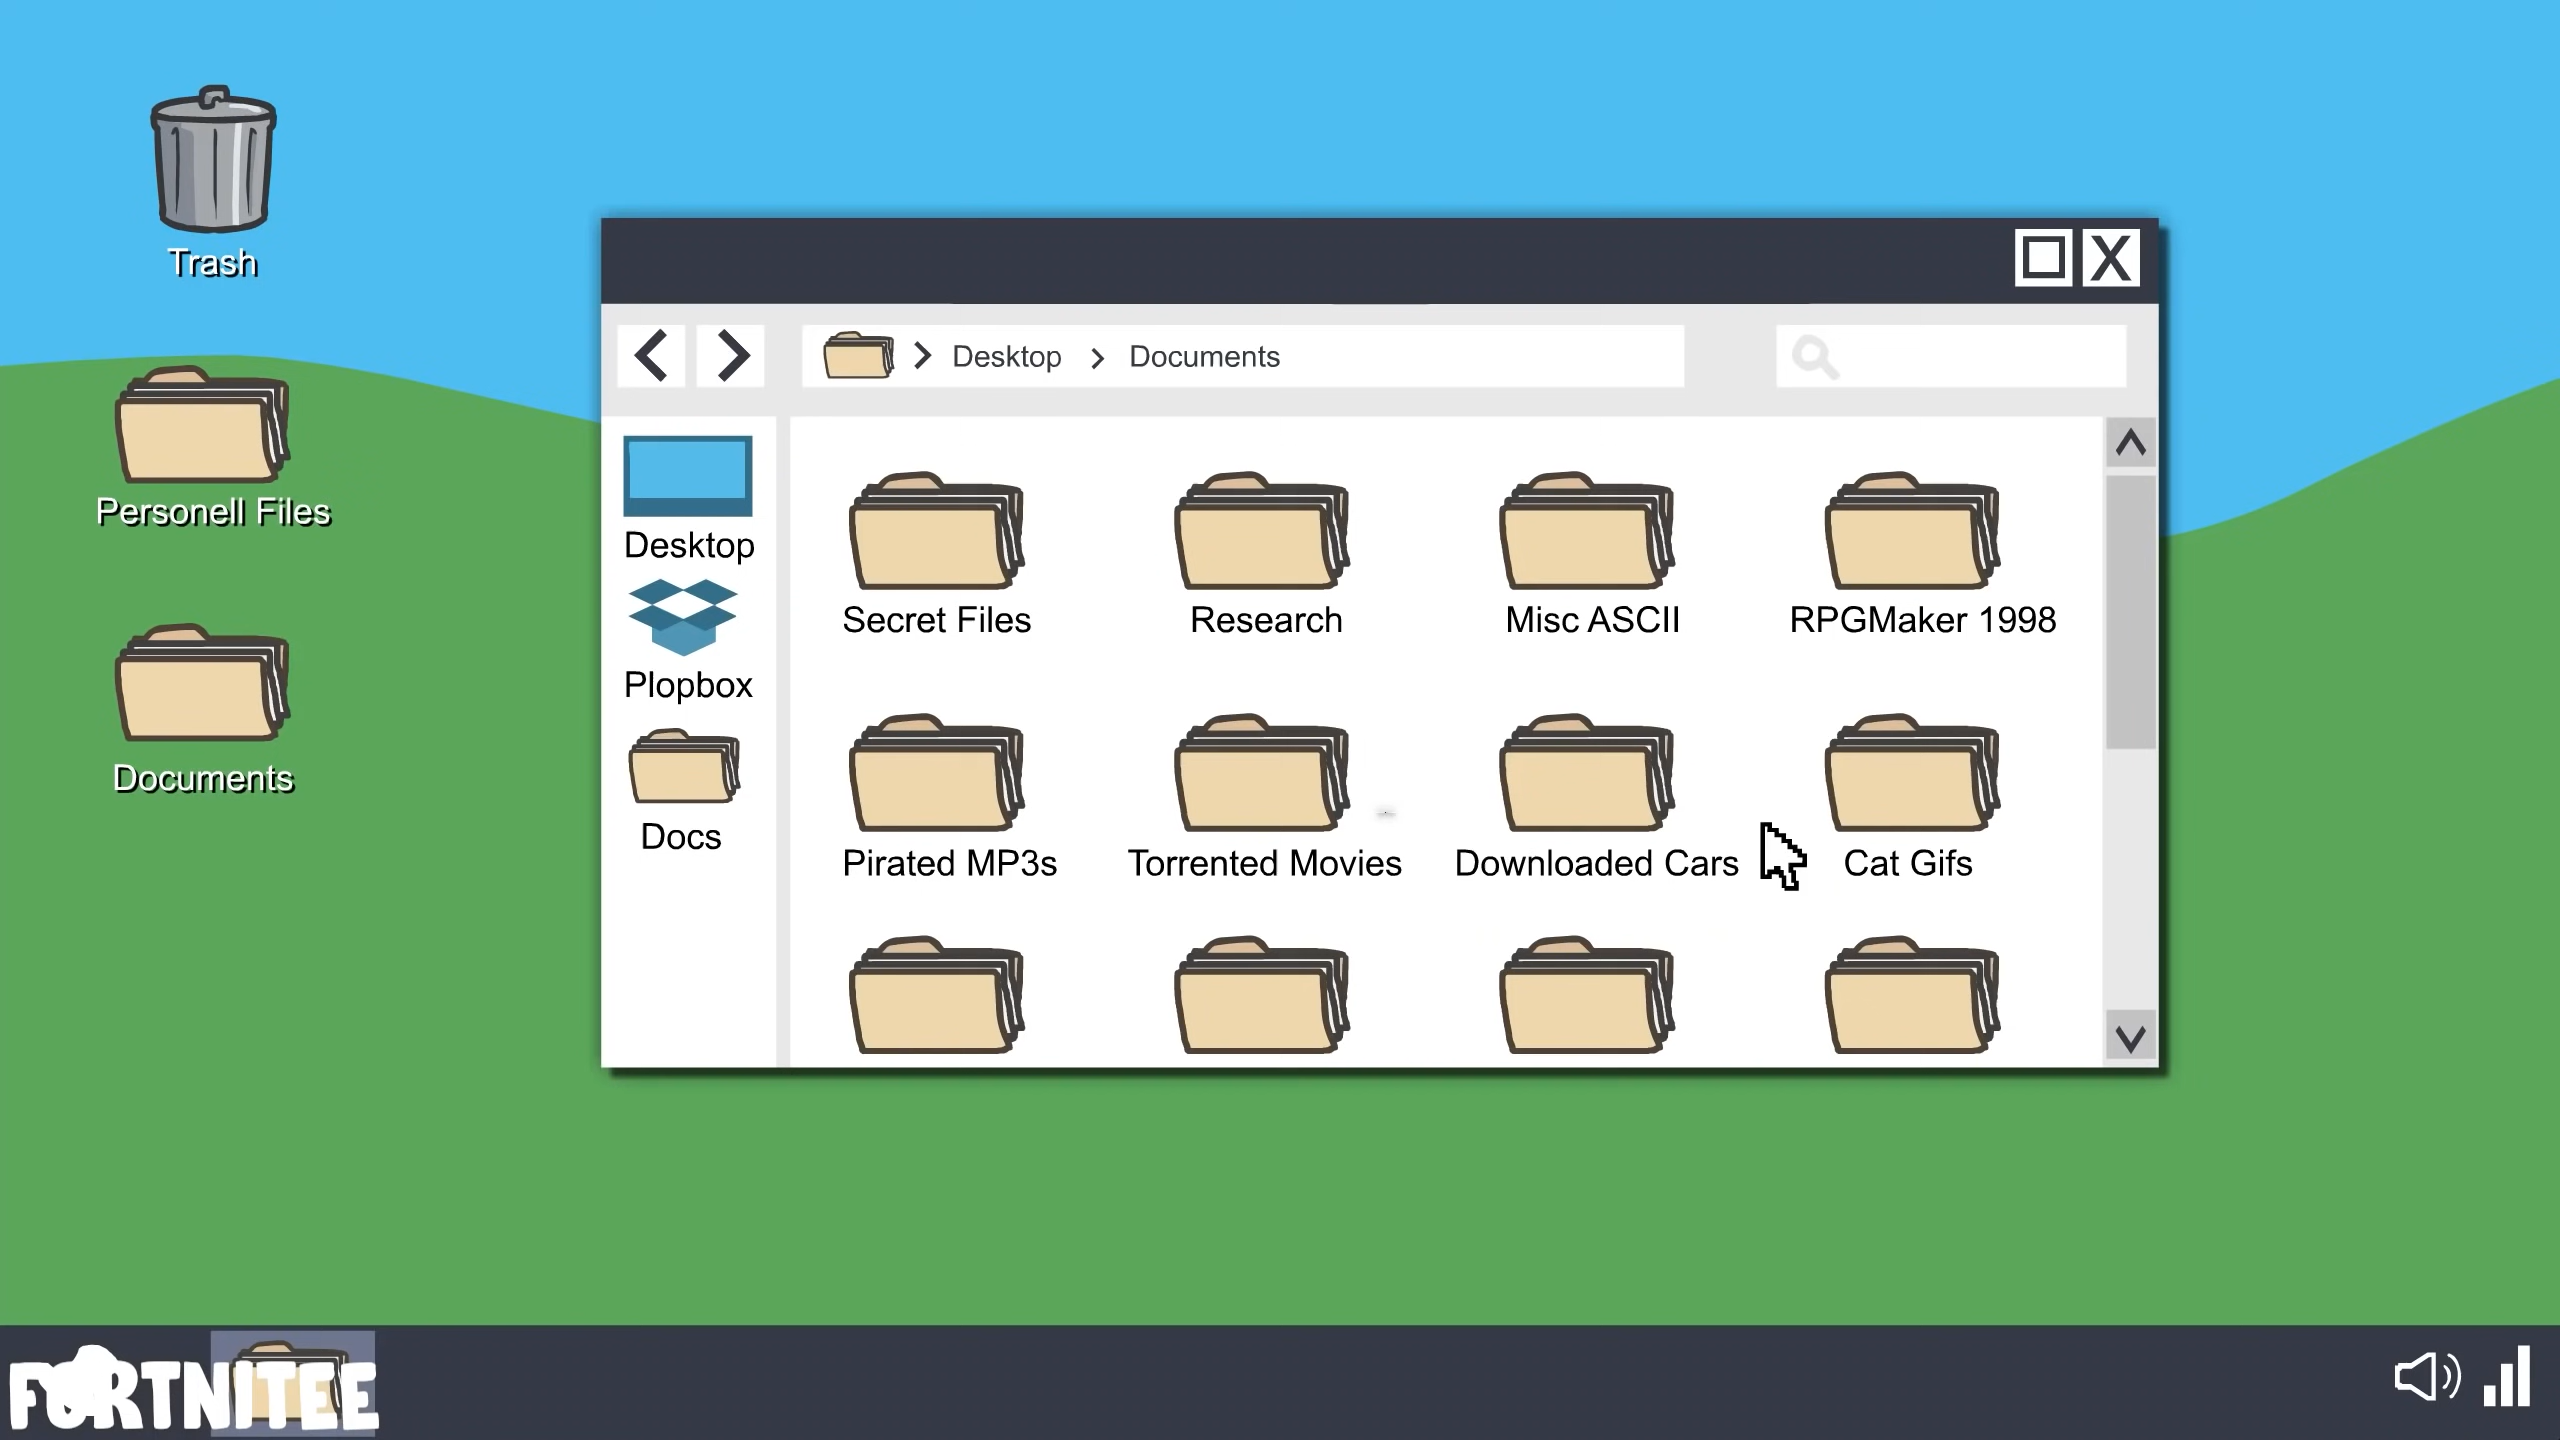 Trash
Personell Files
Documents
X
Desktop
Documents
Desktop
Plopbox
Docs
Secret Files
Research
Misc ASCII
RPGMaker 1998
Pirated MP3s
Torrented Movies
Downloaded Cars
Cat Gifs
FORTNITEE